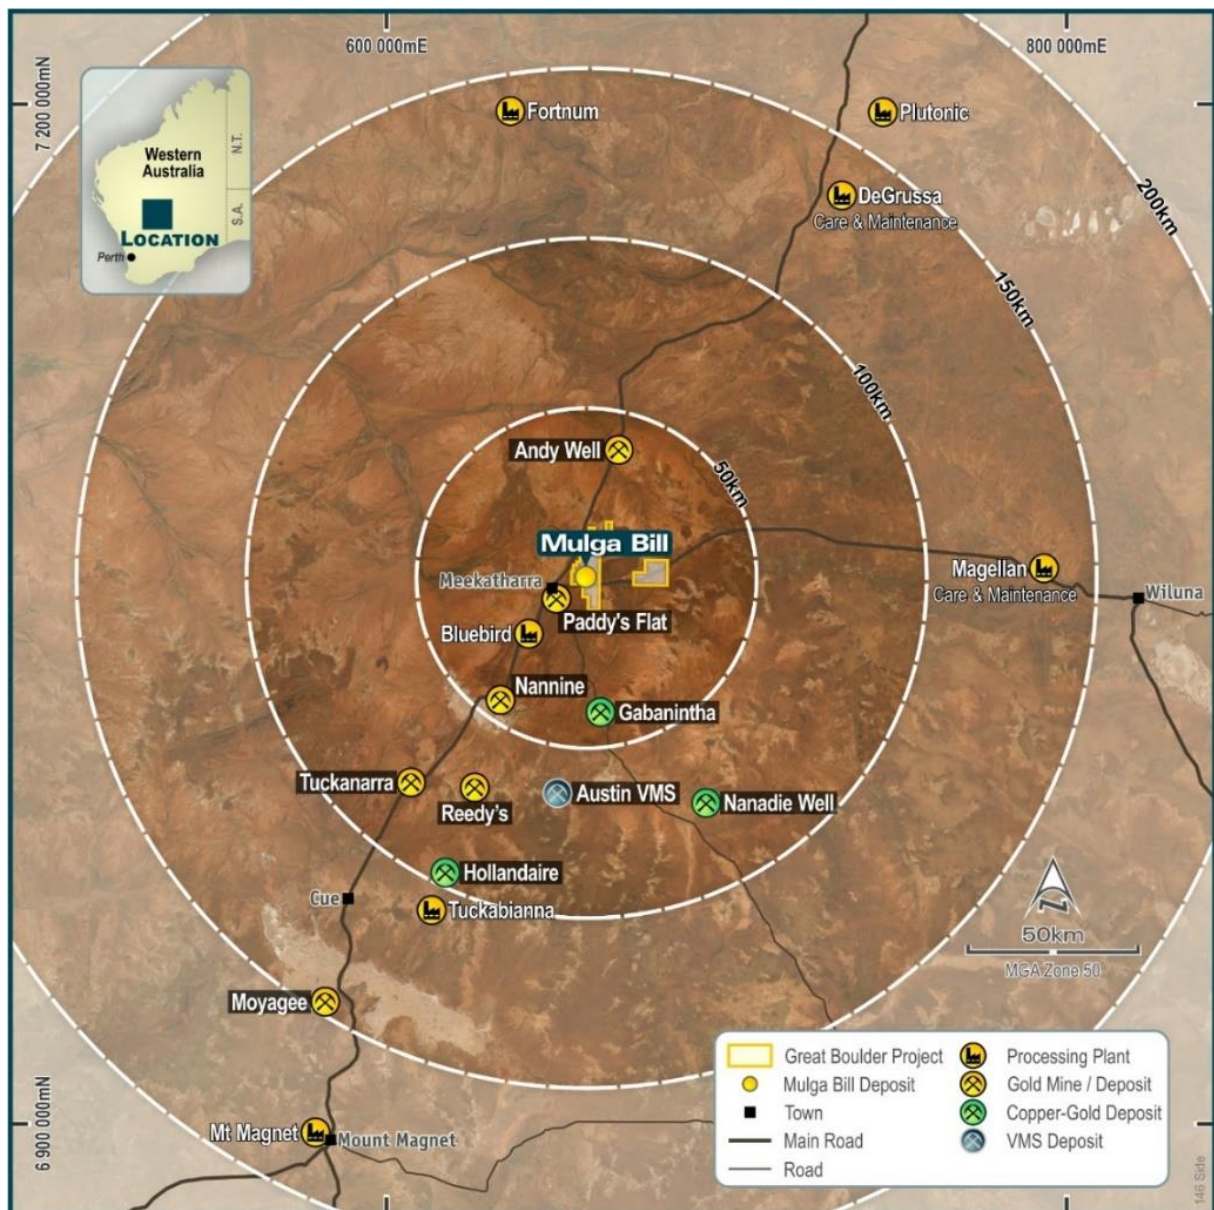 600 000mE
800 000mE
7 200 000mN
Western
Australia
N.T.
S.A.
LOCATION
Perth
Fortnum
Plutonic
DeGrussa
Care & Maintenance
200km
150km
100km
50km
Andy Well
Mulga Bill
Meekatharra
Paddy's Flat
Bluebird
Magellan
Care & Maintenance
Wiluna
Nannine
Gabanintha
Tuckanarra
Reedy's
Austin VMS
Nanadie Well
Hollandaire
Cue
Tuckabianna
N
50km
MGA Zone 50
Moyagee
6 900 000mN
Mt Magnet
Mount Magnet
Great Boulder Project
Mulga Bill Deposit
Town
Main Road
Road
Processing Plant
Gold Mine / Deposit
Copper-Gold Deposit
VMS Deposit
146 Side